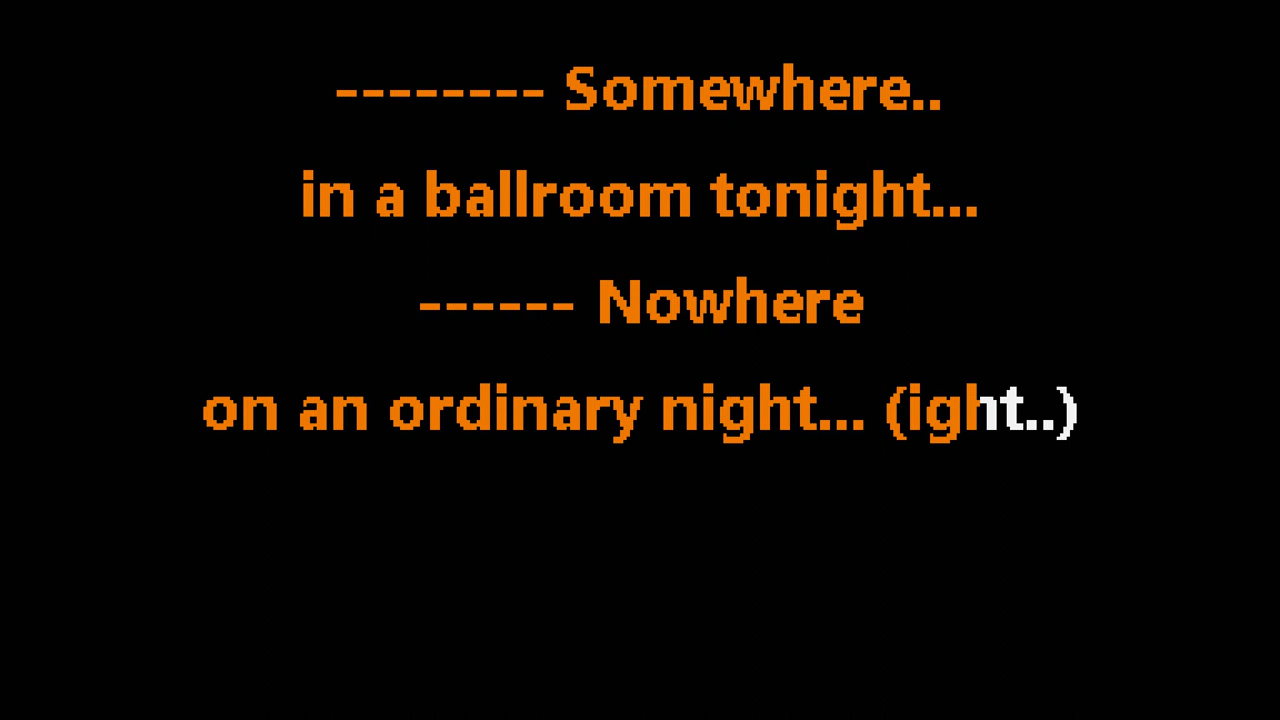 -------- Somewhere..
in a ballroom tonight...
------ Nowhere
on an ordinary night... (ight..)